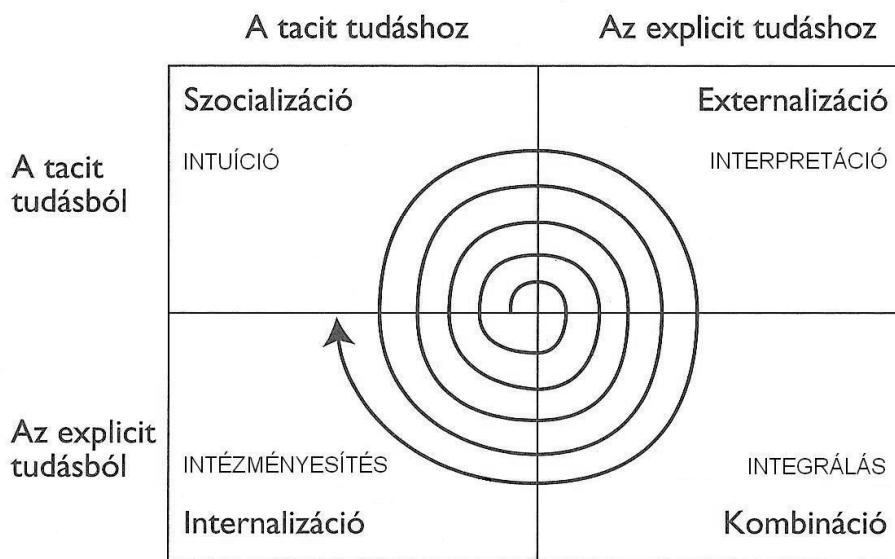 A tacit tudáshoz
Az explicit tudáshoz
Szocializáció
Externalizáció
A tacit
tudásból
INTUÍCIÓ
INTERPRETÁCIÓ
Az explicit
tudásból
INTÉZMÉNYESÍTÉS
INTEGRÁLÁS
Internalizáció
Kombináció